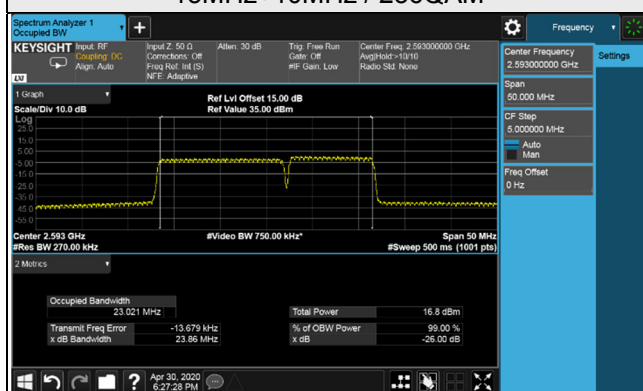 Spectrum Analyzer 1
Occupied BW
Frequency
KEYSIGHT
Input: RF
Coupling: DC
Align: Auto
Input Z: 50 Ω
Corrections: Off
Freq Ref: Int (S)
NFE: Adaptive
Atten: 30 dB
Trig: Free Run
Gate: Off
#IF Gain: Low
Center Freq: 2.593000000 GHz
Avg|Hold:>10/10
Radio Std: None
Center Frequency
2.593000000 GHz
Settings
Span
50.000 MHz
CF Step
5.000000 MHz
Auto
Man
Freq Offset
0 Hz
LXI
1 Graph
Scale/Div 10.0 dB
Ref Lvl Offset 15.00 dB
Ref Value 35.00 dBm
Log
25.0
15.0
5.00
-5.00
-15.0
-25.0
-35.0
-45.0
-55.0
Center 2.593 GHz
#Res BW 270.00 kHz
#Video BW 750.00 kHz*
Span 50 MHz
#Sweep 500 ms (1001 pts)
2 Metrics
Occupied Bandwidth
23.021 MHz
Total Power 16.8 dBm
Transmit Freq Error -13.679 kHz
% of OBW Power 99.00 %
x dB Bandwidth 23.86 MHz
x dB -26.00 dB
Apr 30, 2020
6:27:28 PM